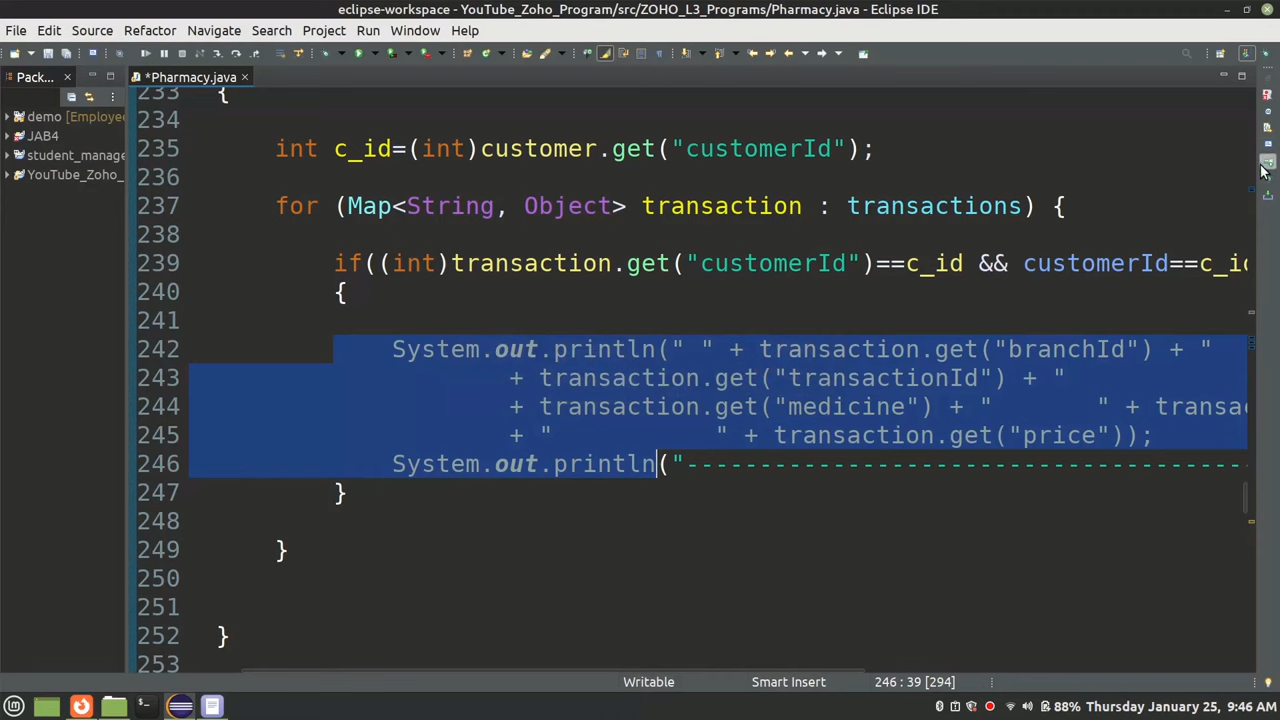 eclipse-workspace - YouTube_Zoho_Program/src/ZOHO_L3_Programs/Pharmacy.java - Eclipse IDE
File Edit Source Refactor Navigate Search Project Run Window Help
Pack... *Pharmacy.java
demo [Employee
JAB4
student_manage
YouTube_Zoho_
233 {
234
235 int c_id=(int)customer.get("customerId");
236
237 for (Map<String, Object> transaction : transactions) {
238
239 if((int)transaction.get("customerId")==c_id && customerId==c_id
240 {
241
242 System.out.println(" " + transaction.get("branchId") + "
243 + transaction.get("transactionId") + "
244 + transaction.get("medicine") + "       " + transac
245 + "           " + transaction.get("price"));
246 System.out.println("---------------------------------------
247 }
248
249 }
250
251
252 }
253
Writable Smart Insert 246 : 39 [294]
88% Thursday January 25, 9:46 AM